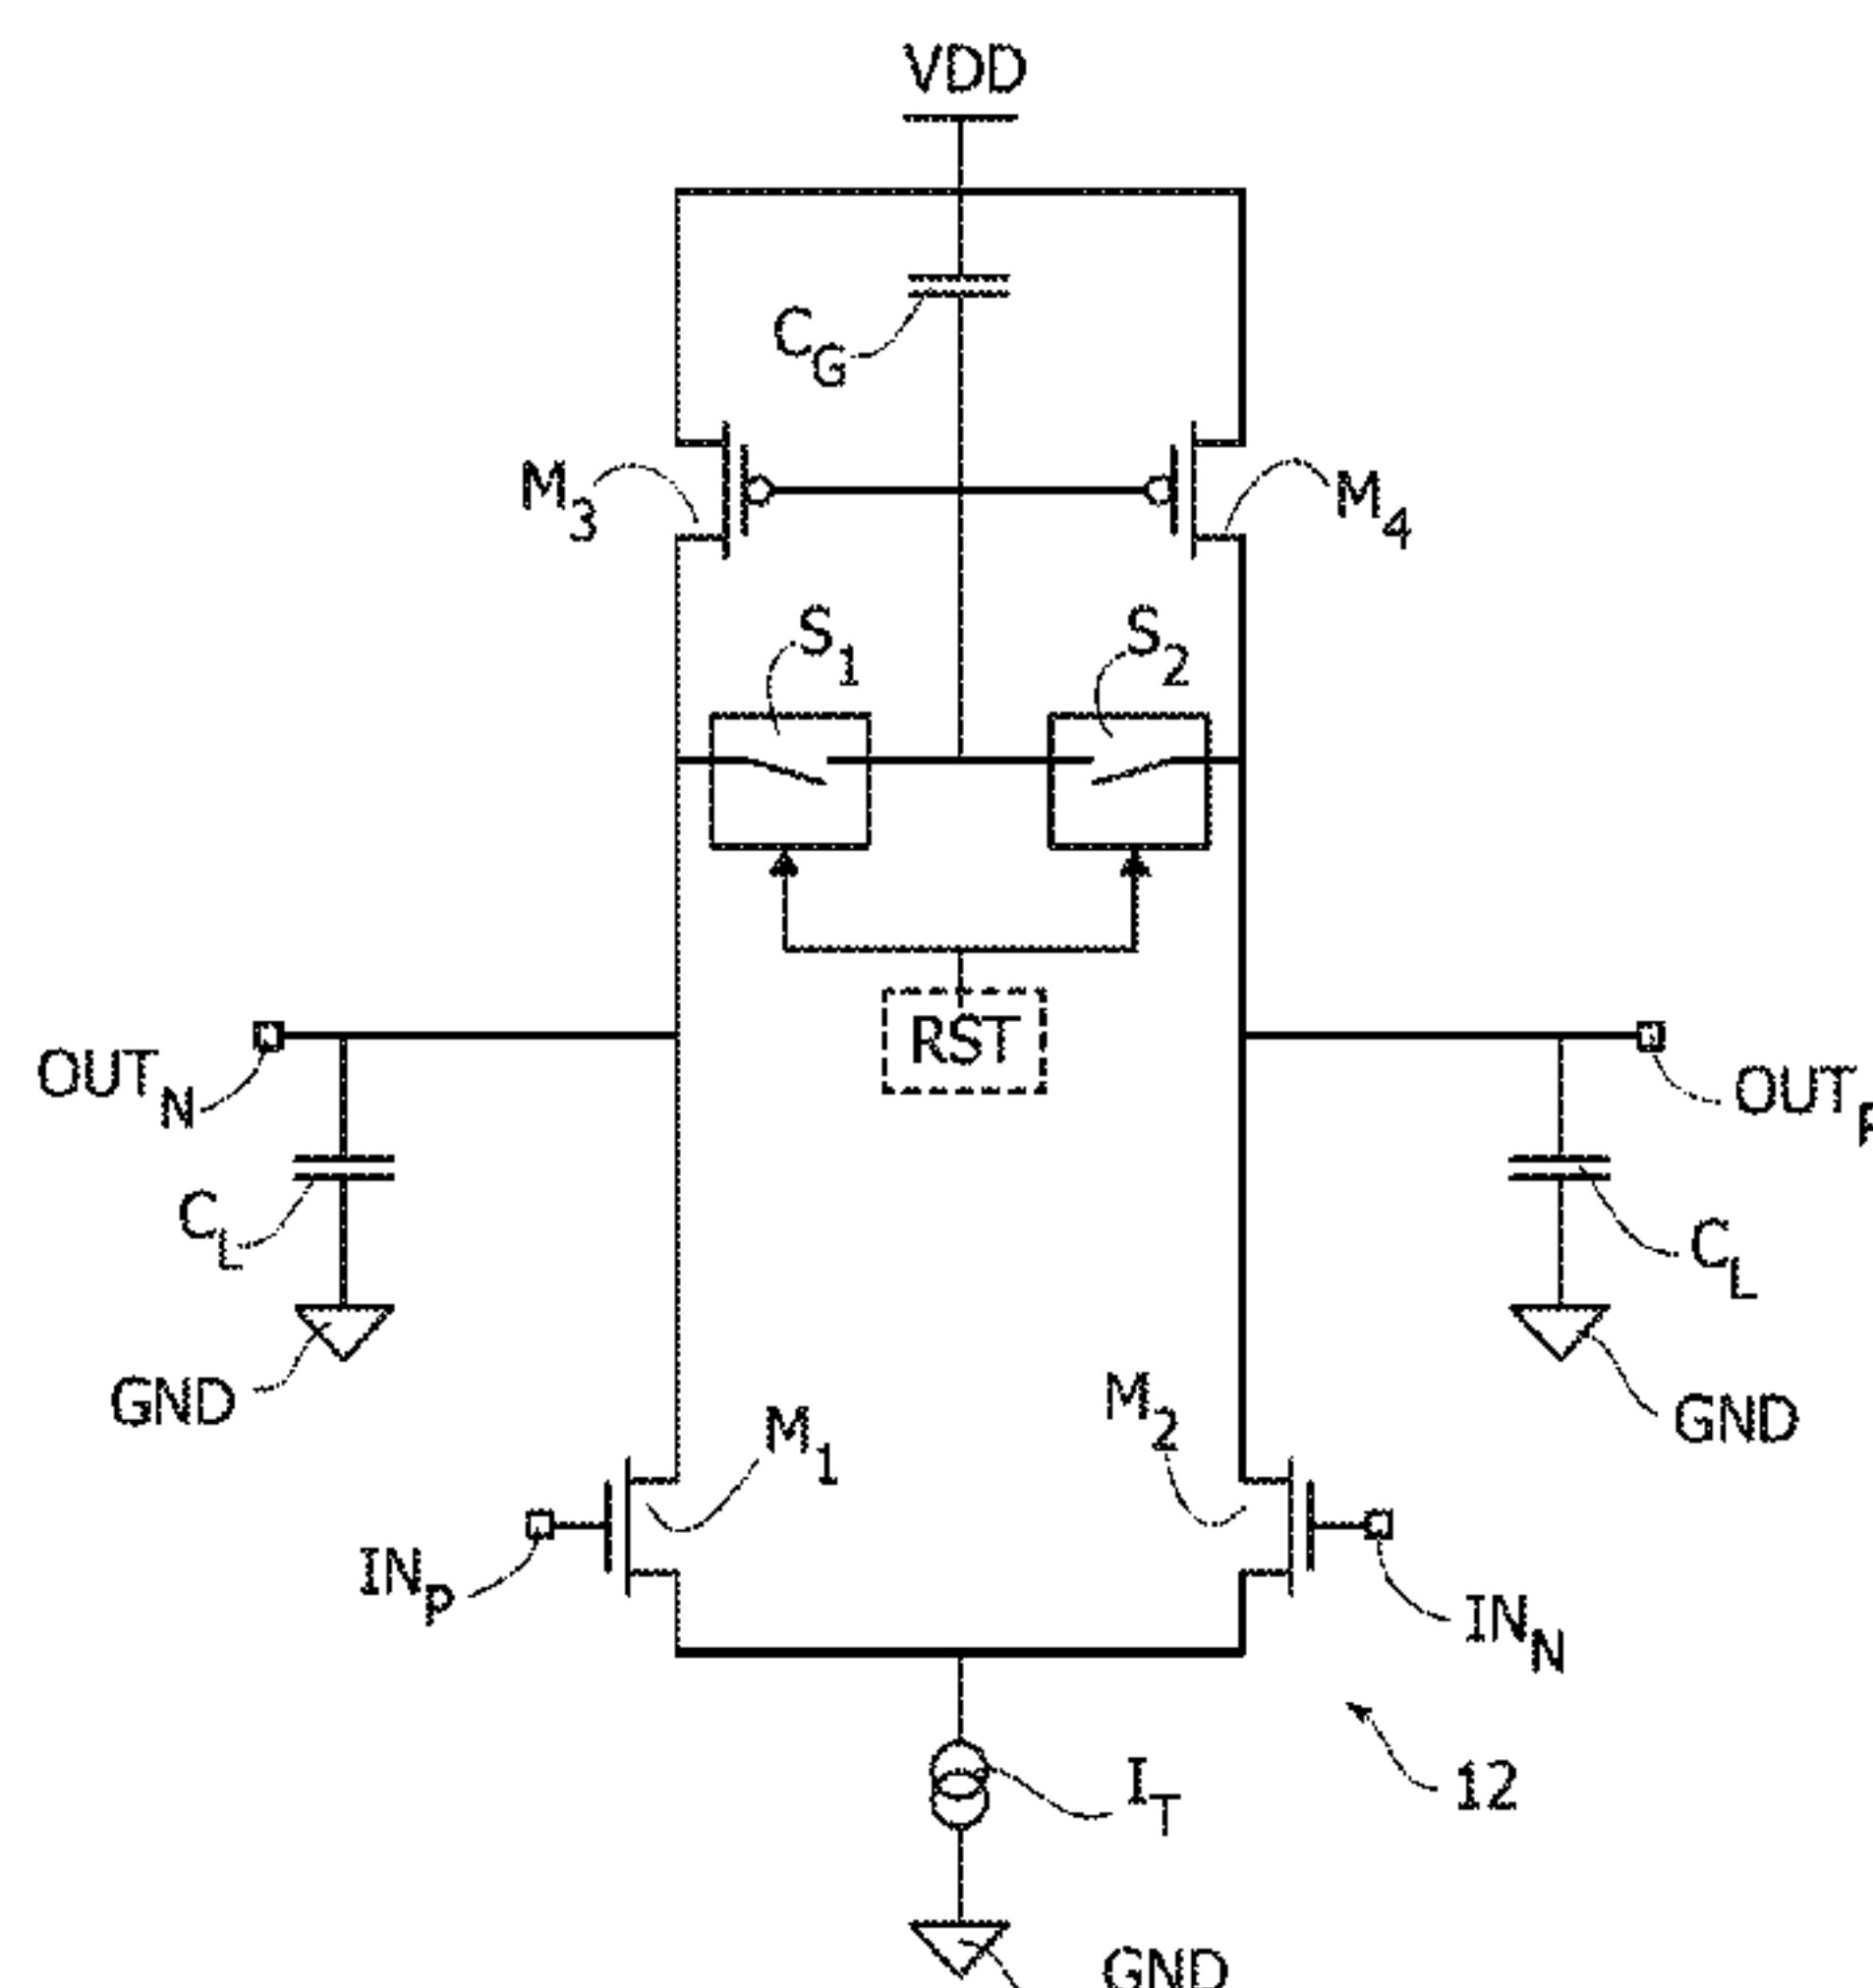 VDD
C_G
M_3
M_4
S_1
S_2
RST
OUT_N
OUT_P
C_L
C_L
GND
GND
M_1
M_2
IN_P
IN_N
I_T
12
GND